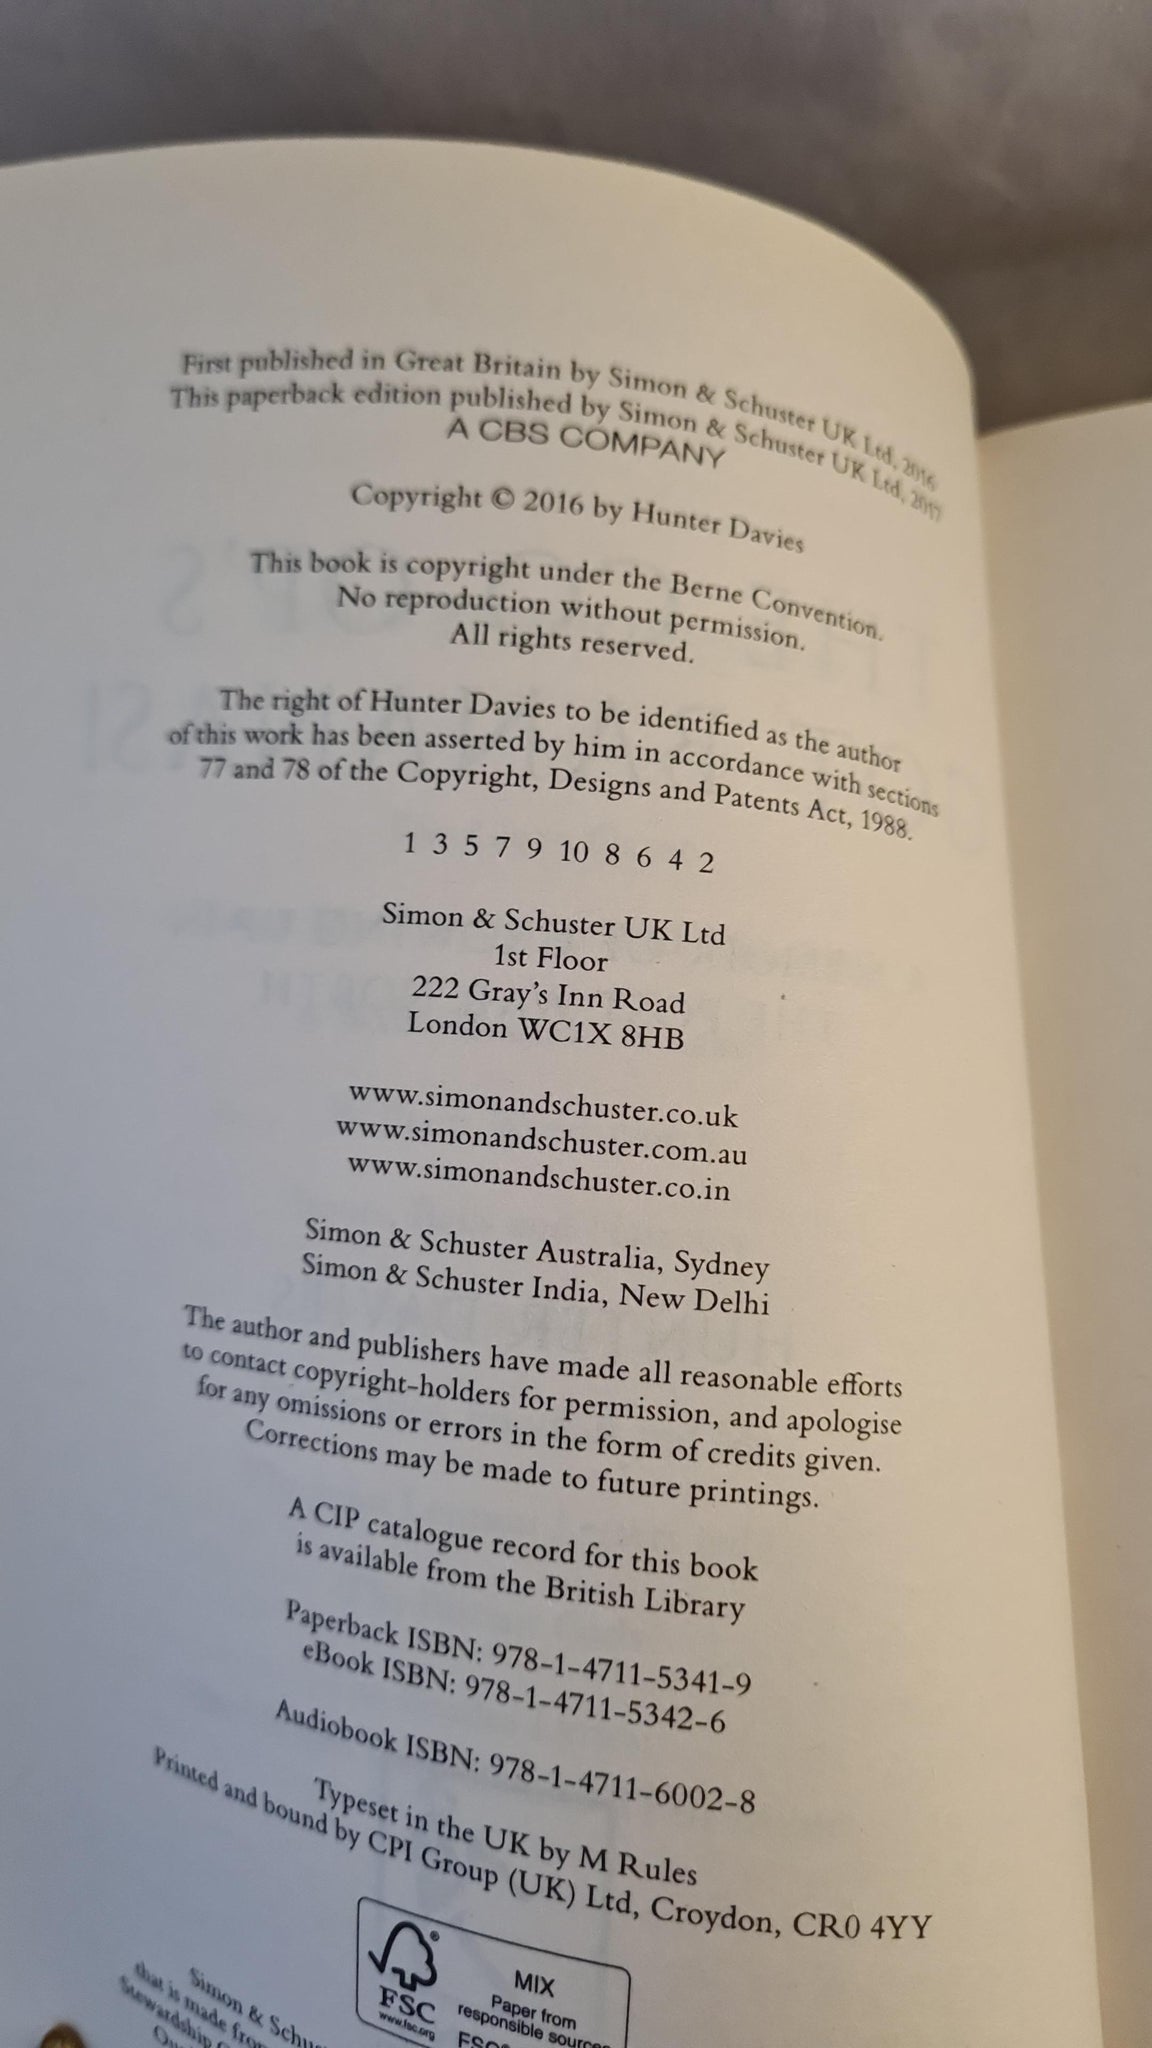 First published in Great Britain by Simon & Schuster UK Ltd, 2016
This paperback edition published by Simon & Schuster UK Ltd, 2017
A CBS COMPANY
Copyright © 2016 by Hunter Davies
This book is copyright under the Berne Convention.
No reproduction without permission.
All rights reserved.
The right of Hunter Davies to be identified as the author
of this work has been asserted by him in accordance with sections
77 and 78 of the Copyright, Designs and Patents Act, 1988.
1 3 5 7 9 10 8 6 4 2
Simon & Schuster UK Ltd
1st Floor
222 Gray's Inn Road
London WC1X 8HB
www.simonandschuster.co.uk
www.simonandschuster.com.au
www.simonandschuster.co.in
Simon & Schuster Australia, Sydney
Simon & Schuster India, New Delhi
The author and publishers have made all reasonable efforts
to contact copyright-holders for permission, and apologise
for any omissions or errors in the form of credits given.
Corrections may be made to future printings.
A CIP catalogue record for this book
is available from the British Library
Paperback ISBN: 978-1-4711-5341-9
eBook ISBN: 978-1-4711-5342-6
Audiobook ISBN: 978-1-4711-6002-8
Typeset in the UK by M Rules
Printed and bound by CPI Group (UK) Ltd, Croydon, CR0 4YY
FSC
www.fsc.org
MIX
Paper from
responsible
Simon &
that is made from
Stewardship